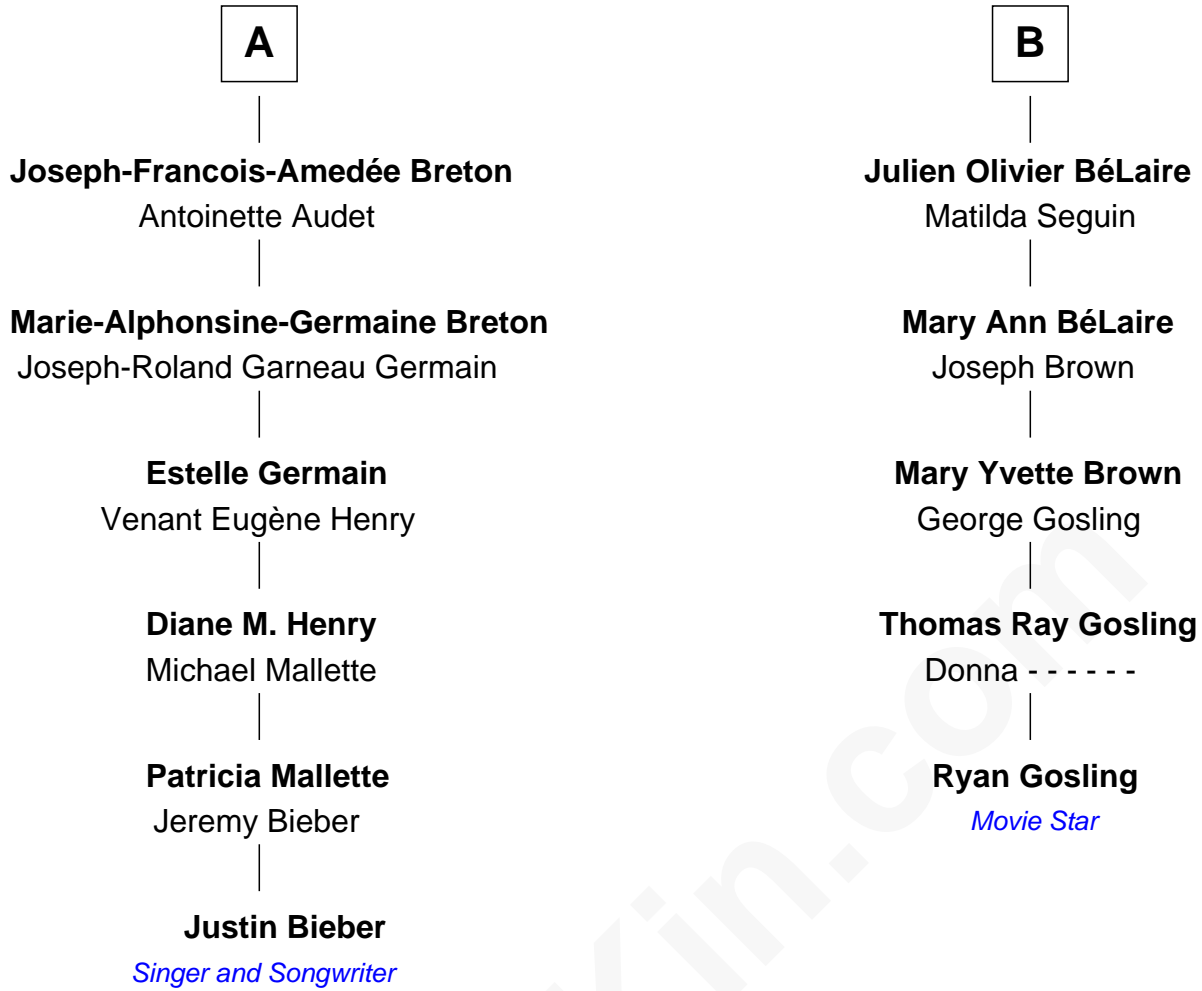 A
Joseph-Francois-Amedée Breton
Antoinette Audet
Marie-Alphonsine-Germaine Breton
Joseph-Roland Garneau Germain
Estelle Germain
Venant Eugène Henry
Diane M. Henry
Michael Mallette
Patricia Mallette
Jeremy Bieber
Justin Bieber
Singer and Songwriter
B
Julien Olivier BéLaire
Matilda Seguin
Mary Ann BéLaire
Joseph Brown
Mary Yvette Brown
George Gosling
Thomas Ray Gosling
Donna - - - - - -
Ryan Gosling
Movie Star
Kin.com